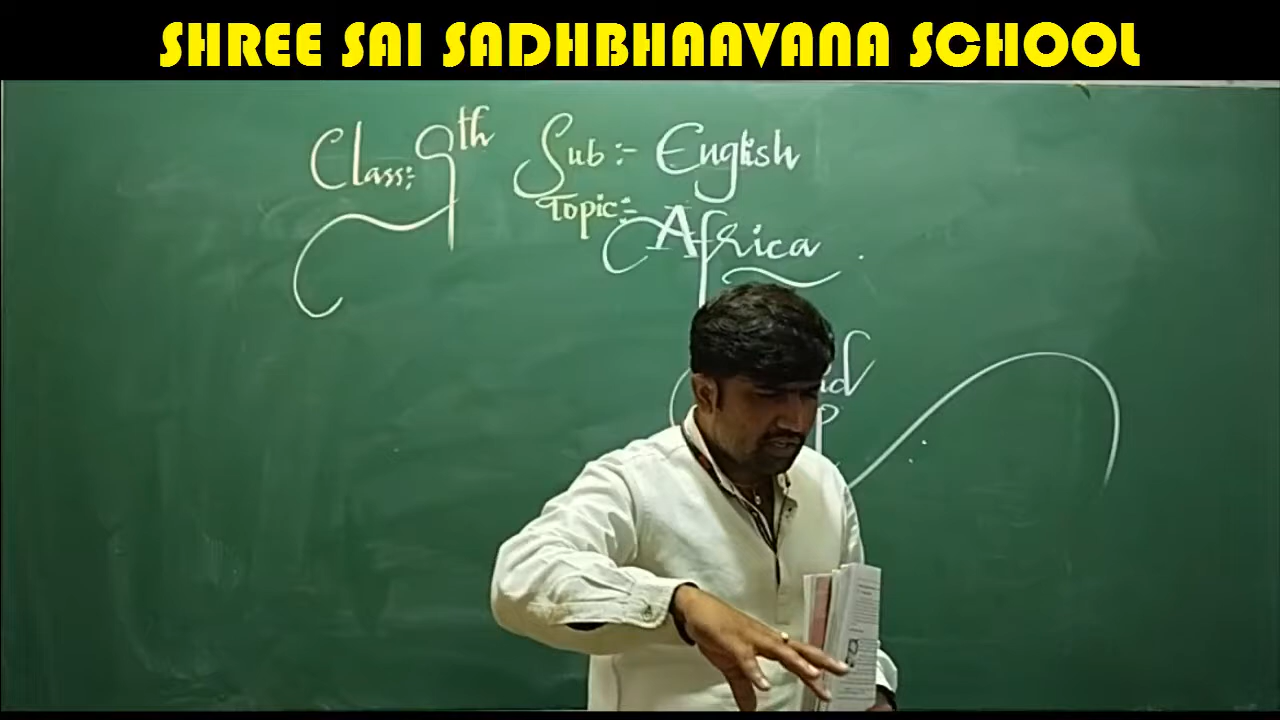 SHREE SAI SADHBHAAVANA SCHOOL
Class:- 9th Sub:- English
Topic:- Africa